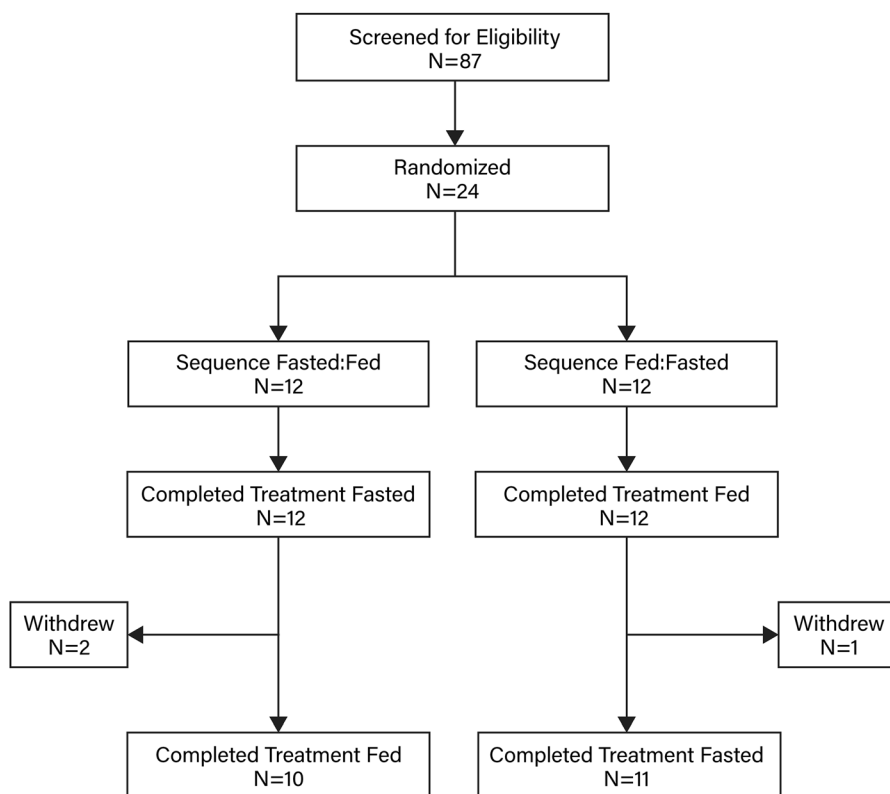 Screened for Eligibility
N=87
Randomized
N=24
Sequence Fasted:Fed
N=12
Sequence Fed:Fasted
N=12
Completed Treatment Fasted
N=12
Completed Treatment Fed
N=12
Withdrew
N=2
Withdrew
N=1
Completed Treatment Fed
N=10
Completed Treatment Fasted
N=11